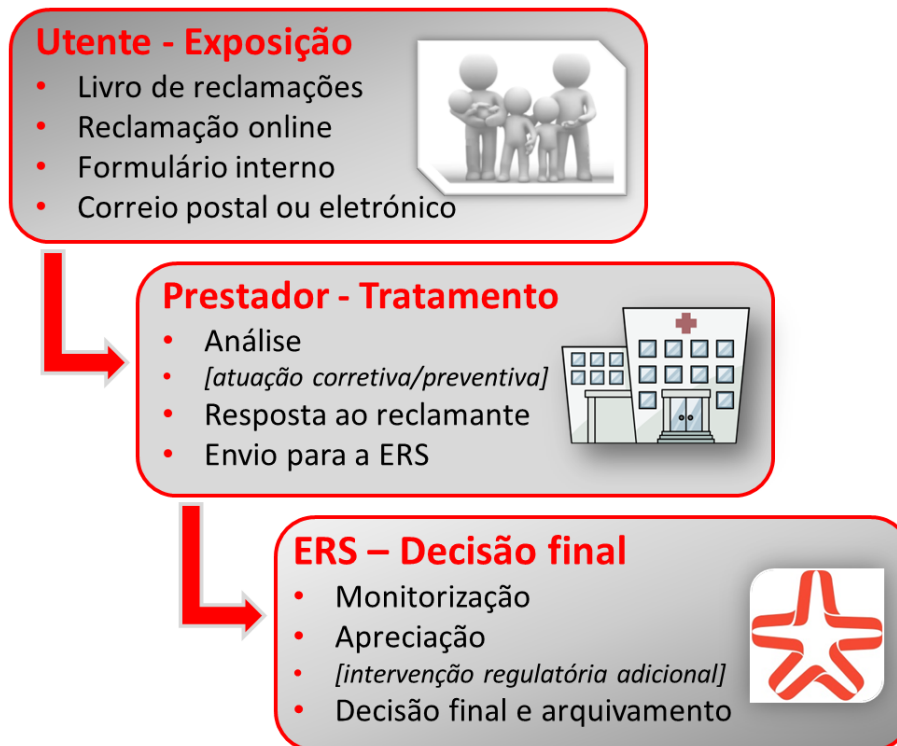 Utente - Exposição
• Livro de reclamações
• Reclamação online
• Formulário interno
• Correio postal ou eletrónico
Prestador - Tratamento
• Análise
• [atuação corretiva/preventiva]
• Resposta ao reclamante
• Envio para a ERS
ERS – Decisão final
• Monitorização
• Apreciação
• [intervenção regulatória adicional]
• Decisão final e arquivamento